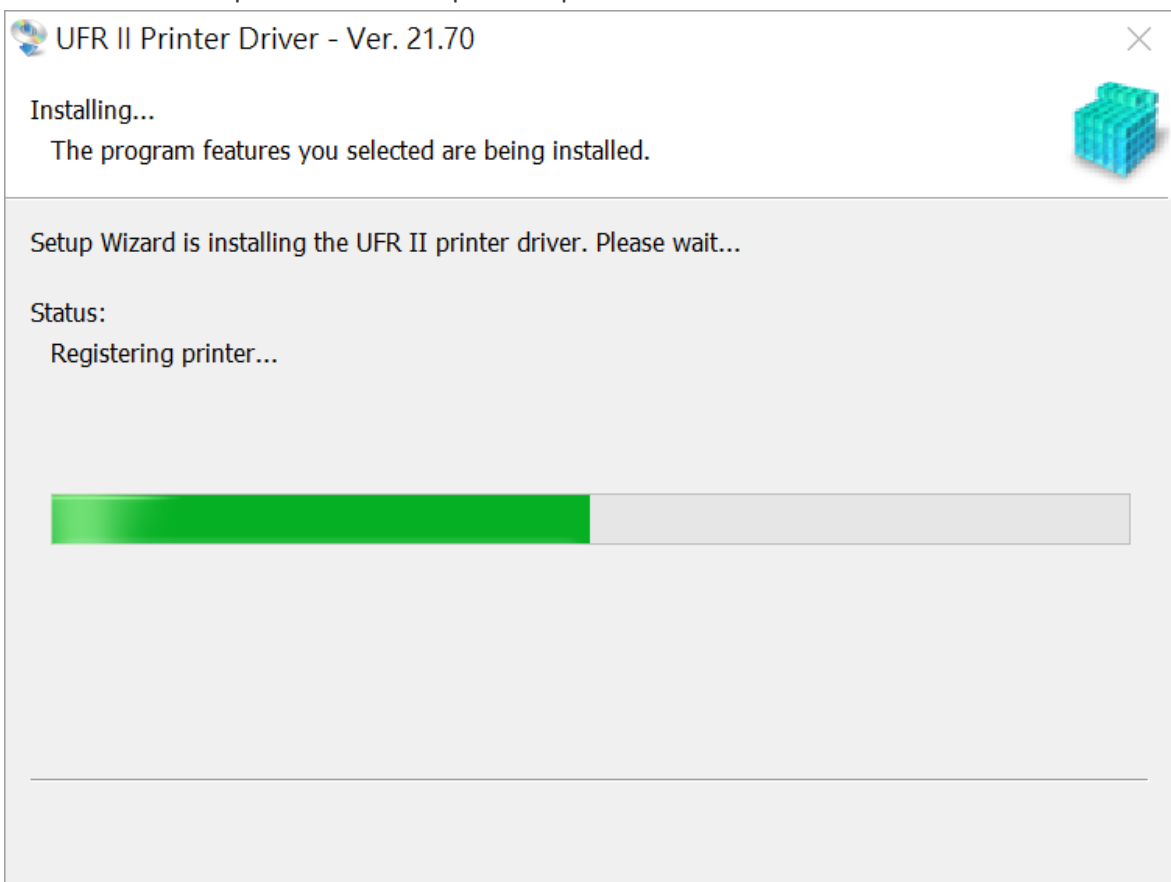 UFR II Printer Driver - Ver. 21.70
Installing...
The program features you selected are being installed.
Setup Wizard is installing the UFR II printer driver. Please wait...
Status:
Registering printer...